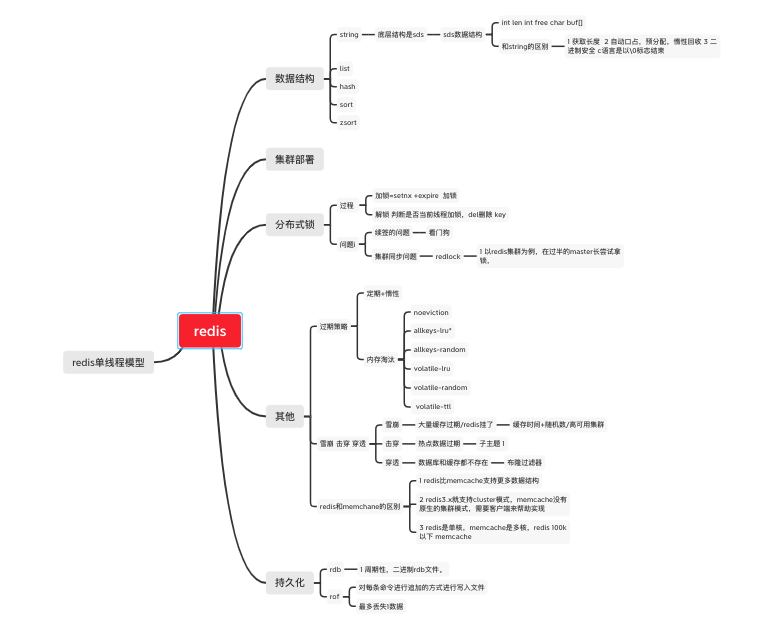 redis
redis单线程模型
数据结构
string
底层结构是sds
sds数据结构
int len int free char buf[]
和string的区别
1 获取长度 2 自动口占，预分配，惰性回收 3 二
进制安全 c语言是以\0标志结束
list
hash
sort
zsort
集群部署
分布式锁
过程
加锁=setnx +expire 加锁
解锁 判断是否当前线程加锁，del删除 key
问题i
续签的问题
看门狗
集群同步问题
redlock
1 以redis集群为例，在过半的master长尝试拿
锁，
其他
过期策略
定期+惰性
内存淘汰
noeviction
allkeys-lru*
allkeys-random
volatile-lru
volatile-random
volatile-ttl
雪崩 击穿 穿透
雪崩
大量缓存过期/redis挂了
缓存时间+随机数/高可用集群
击穿
热点数据过期
子主题 1
穿透
数据库和缓存都不存在
布隆过滤器
redis和memchane的区别
1 redis比memcache支持更多数据结构
2 redis3.x就支持cluster模式，memcache没有
原生的集群模式，需要客户端来帮助实现
3 redis是单核，memcache是多核，redis 100k
以下 memcache
持久化
rdb
1 周期性，二进制rdb文件。
rof
对每条命令进行追加的方式进行写入文件
最多丢失1数据